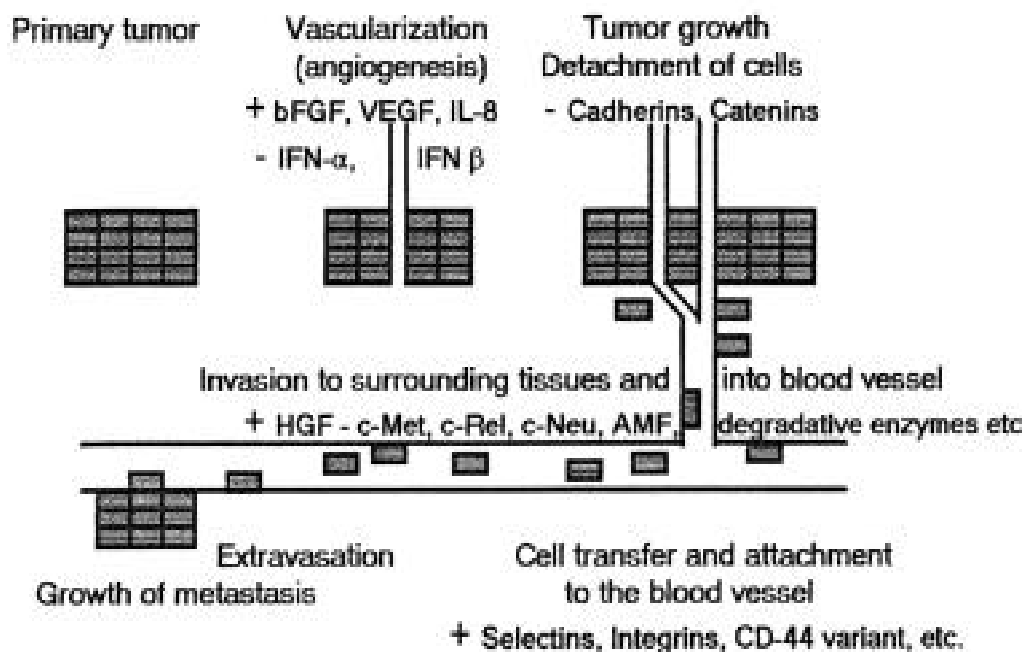 Primary tumor
Vascularization
(angiogenesis)
+ bFGF, VEGF, IL-8
- IFN-α, IFN β
Tumor growth
Detachment of cells
- Cadherins, Catenins
Invasion to surrounding tissues and into blood vessel
+ HGF - c-Met, c-Rel, c-Neu, AMF, degradative enzymes etc
Extravasation
Growth of metastasis
Cell transfer and attachment
to the blood vessel
+ Selectins, Integrins, CD-44 variant, etc.